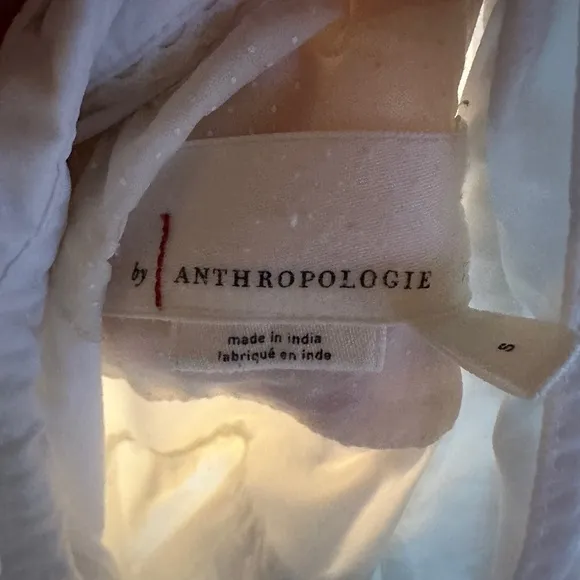 by ANTHROPOLOGIE
made in india
fabriqué en inde
S